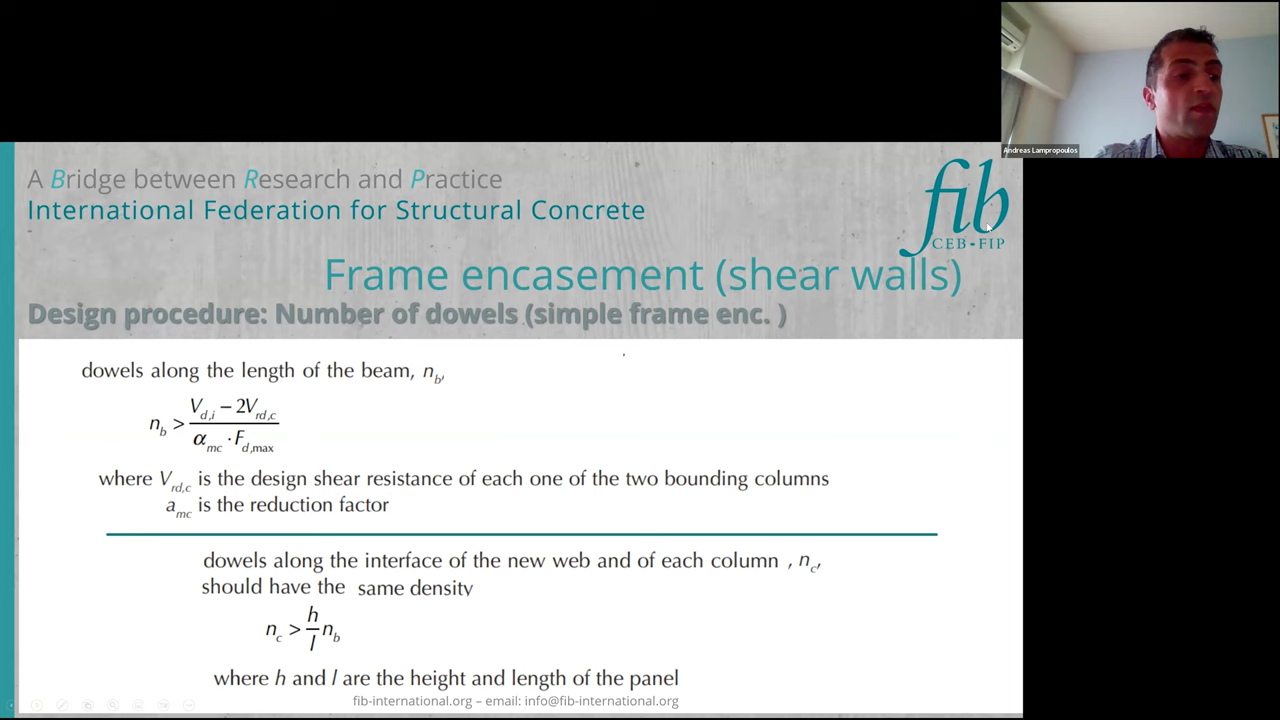 Andreas Lampropoulos
A Bridge between Research and Practice
International Federation for Structural Concrete
fib
CEB-FIP
Frame encasement (shear walls)
Design procedure: Number of dowels (simple frame enc. )
dowels along the length of the beam, n_b,
n_b > (V_d,i − 2V_rd,c) / (α_mc · F_d,max)
where V_rd,c is the design shear resistance of each one of the two bounding columns
a_mc is the reduction factor
dowels along the interface of the new web and of each column , n_c,
should have the same density
n_c > h/l n_b
where h and l are the height and length of the panel
fib-international.org – email: info@fib-international.org